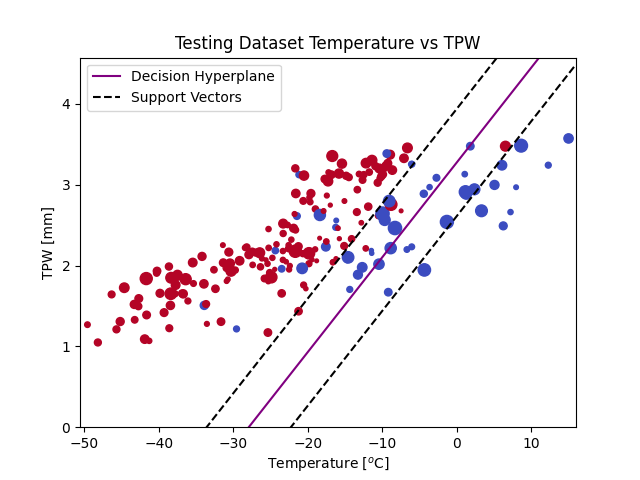 Testing Dataset Temperature vs TPW
Decision Hyperplane
Support Vectors
TPW [mm]
4
3
2
1
0
−50 −40 −30 −20 −10 0 10
Temperature [°C]